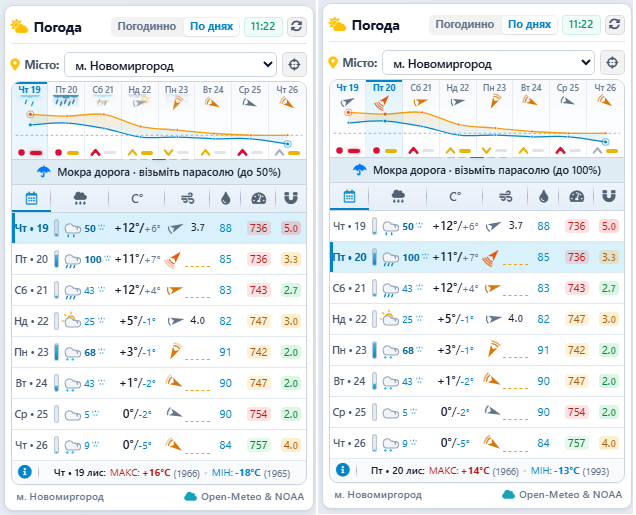 Погода Погодинно По днях 11:22
Місто: м. Новомиргород
Чт 19 Пт 20 Сб 21 Нд 22 Пн 23 Вт 24 Ср 25 Чт 26
Мокра дорога · візьміть парасолю (до 50%)
C°
Чт • 19 50 +12°/+6° 3.7 88 736 5.0
Пт • 20 100 +11°/+7° 85 736 3.3
Сб • 21 43 +12°/+4° 83 743 2.7
Нд • 22 25 +5°/-1° 4.0 82 747 3.0
Пн • 23 68 +3°/-1° 91 742 2.0
Вт • 24 43 +1°/-2° 90 747 2.0
Ср • 25 5 0°/-2° 90 754 2.0
Чт • 26 9 0°/-5° 84 757 4.0
Чт • 19 лис: МАКС: +16°C (1966) · МІН: -18°C (1965)
м. Новомиргород Open-Meteo & NOAA
Погода Погодинно По днях 11:22
Місто: м. Новомиргород
Чт 19 Пт 20 Сб 21 Нд 22 Пн 23 Вт 24 Ср 25 Чт 26
Мокра дорога · візьміть парасолю (до 100%)
C°
Чт • 19 50 +12°/+6° 3.7 88 736 5.0
Пт • 20 100 +11°/+7° 85 736 3.3
Сб • 21 43 +12°/+4° 83 743 2.7
Нд • 22 25 +5°/-1° 4.0 82 747 3.0
Пн • 23 68 +3°/-1° 91 742 2.0
Вт • 24 43 +1°/-2° 90 747 2.0
Ср • 25 5 0°/-2° 90 754 2.0
Чт • 26 9 0°/-5° 84 757 4.0
Пт • 20 лис: МАКС: +14°C (1966) · МІН: -13°C (1993)
м. Новомиргород Open-Meteo & NOAA